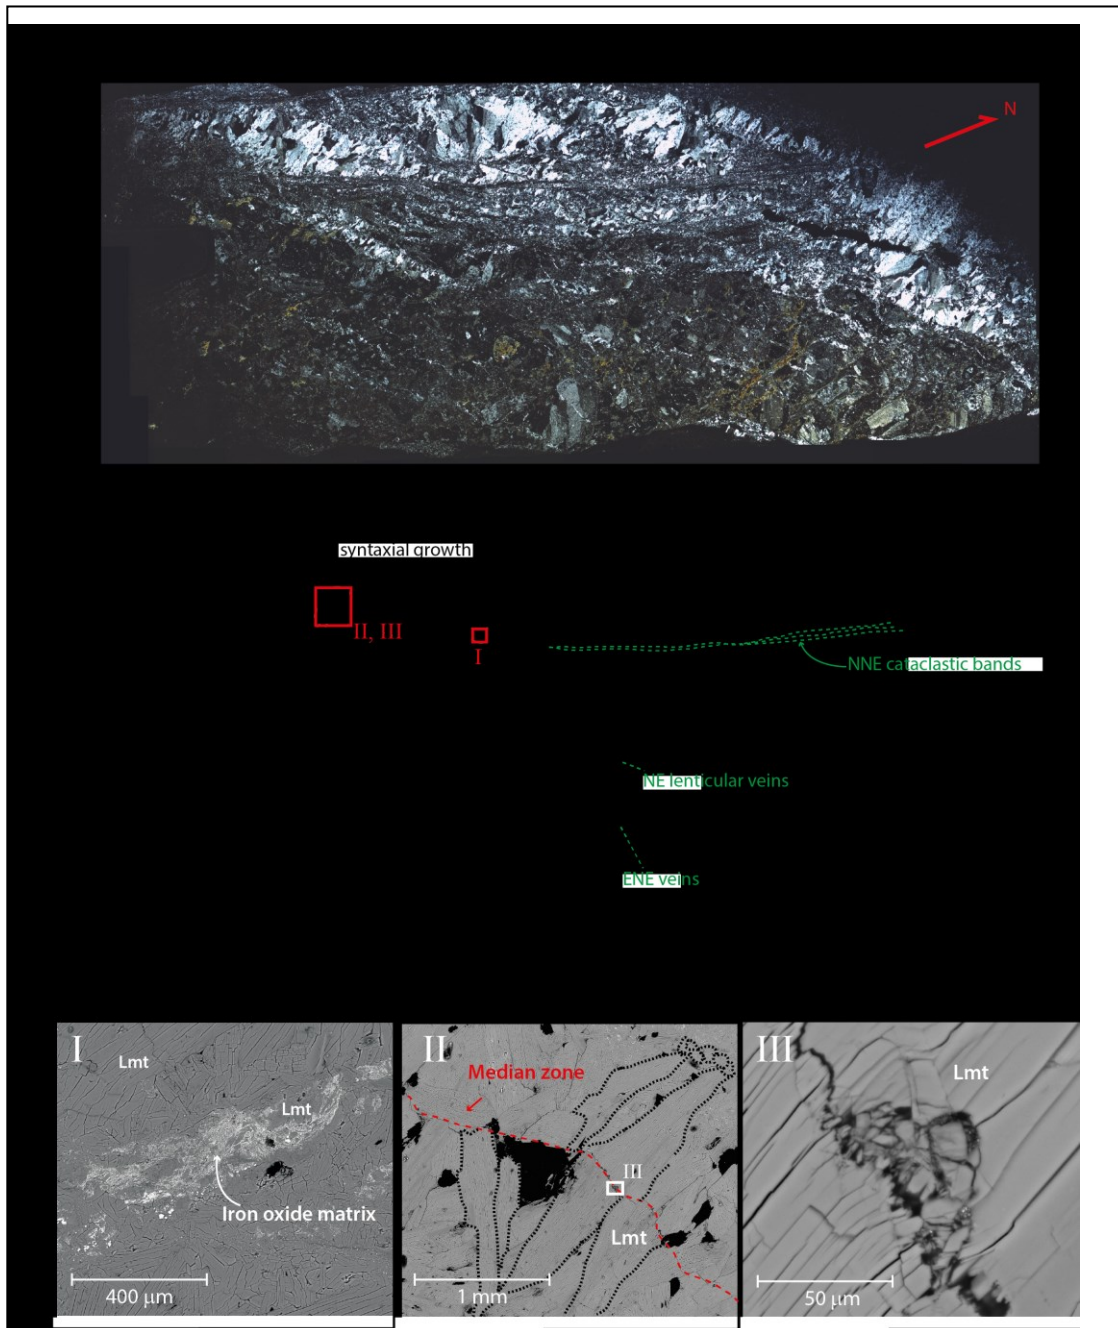 N
syntaxial growth
II, III
I
NNE cataclastic bands
NE lenticular veins
ENE veins
I
Lmt
Lmt
Iron oxide matrix
400 μm
II
Median zone
III
Lmt
1 mm
III
Lmt
50 μm